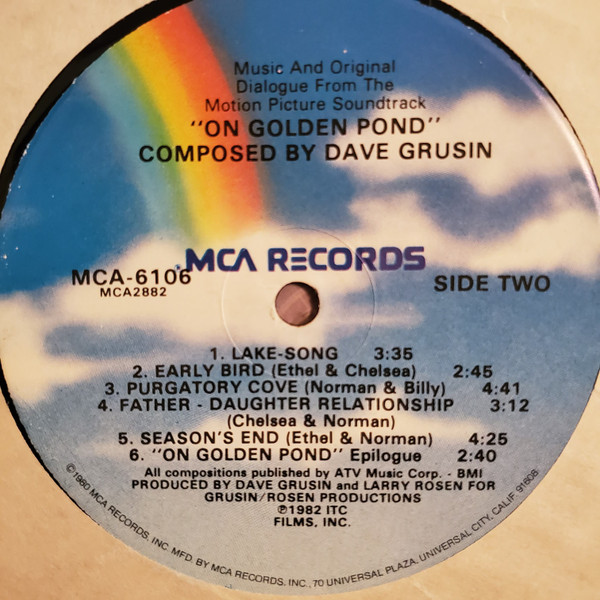 Music And Original
Dialogue From The
Motion Picture Soundtrack
"ON GOLDEN POND"
COMPOSED BY DAVE GRUSIN
MCA RECORDS
MCA-6106
MCA2882
SIDE TWO
1. LAKE-SONG 3:35
2. EARLY BIRD (Ethel & Chelsea) 2:45
3. PURGATORY COVE (Norman & Billy) 4:41
4. FATHER - DAUGHTER RELATIONSHIP 3:12
(Chelsea & Norman)
5. SEASON'S END (Ethel & Norman) 4:25
6. "ON GOLDEN POND" Epilogue 2:40
All compositions published by ATV Music Corp. - BMI
PRODUCED BY DAVE GRUSIN and LARRY ROSEN FOR
GRUSIN/ROSEN PRODUCTIONS
℗1982 ITC
FILMS, INC.
©1980 MCA RECORDS, INC. MFD. BY MCA RECORDS, INC., 70 UNIVERSAL PLAZA, UNIVERSAL CITY, CALIF. 91608